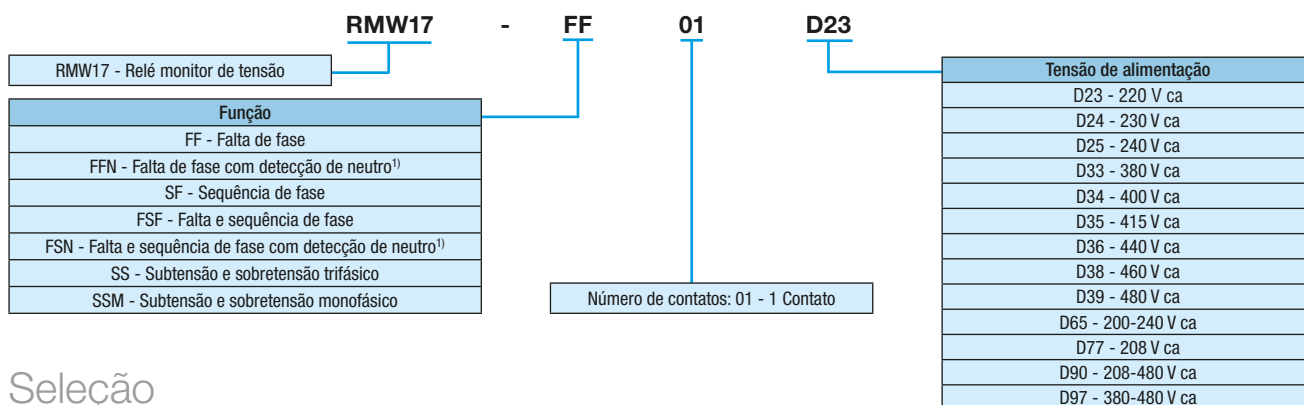 RMW17 - FF 01 D23
RMW17 - Relé monitor de tensão
Função
FF - Falta de fase
FFN - Falta de fase com detecção de neutro1)
SF - Sequência de fase
FSF - Falta e sequência de fase
FSN - Falta e sequência de fase com detecção de neutro1)
SS - Subtensão e sobretensão trifásico
SSM - Subtensão e sobretensão monofásico
Número de contatos: 01 - 1 Contato
Tensão de alimentação
D23 - 220 V ca
D24 - 230 V ca
D25 - 240 V ca
D33 - 380 V ca
D34 - 400 V ca
D35 - 415 V ca
D36 - 440 V ca
D38 - 460 V ca
D39 - 480 V ca
D65 - 200-240 V ca
D77 - 208 V ca
D90 - 208-480 V ca
D97 - 380-480 V ca
Seleção